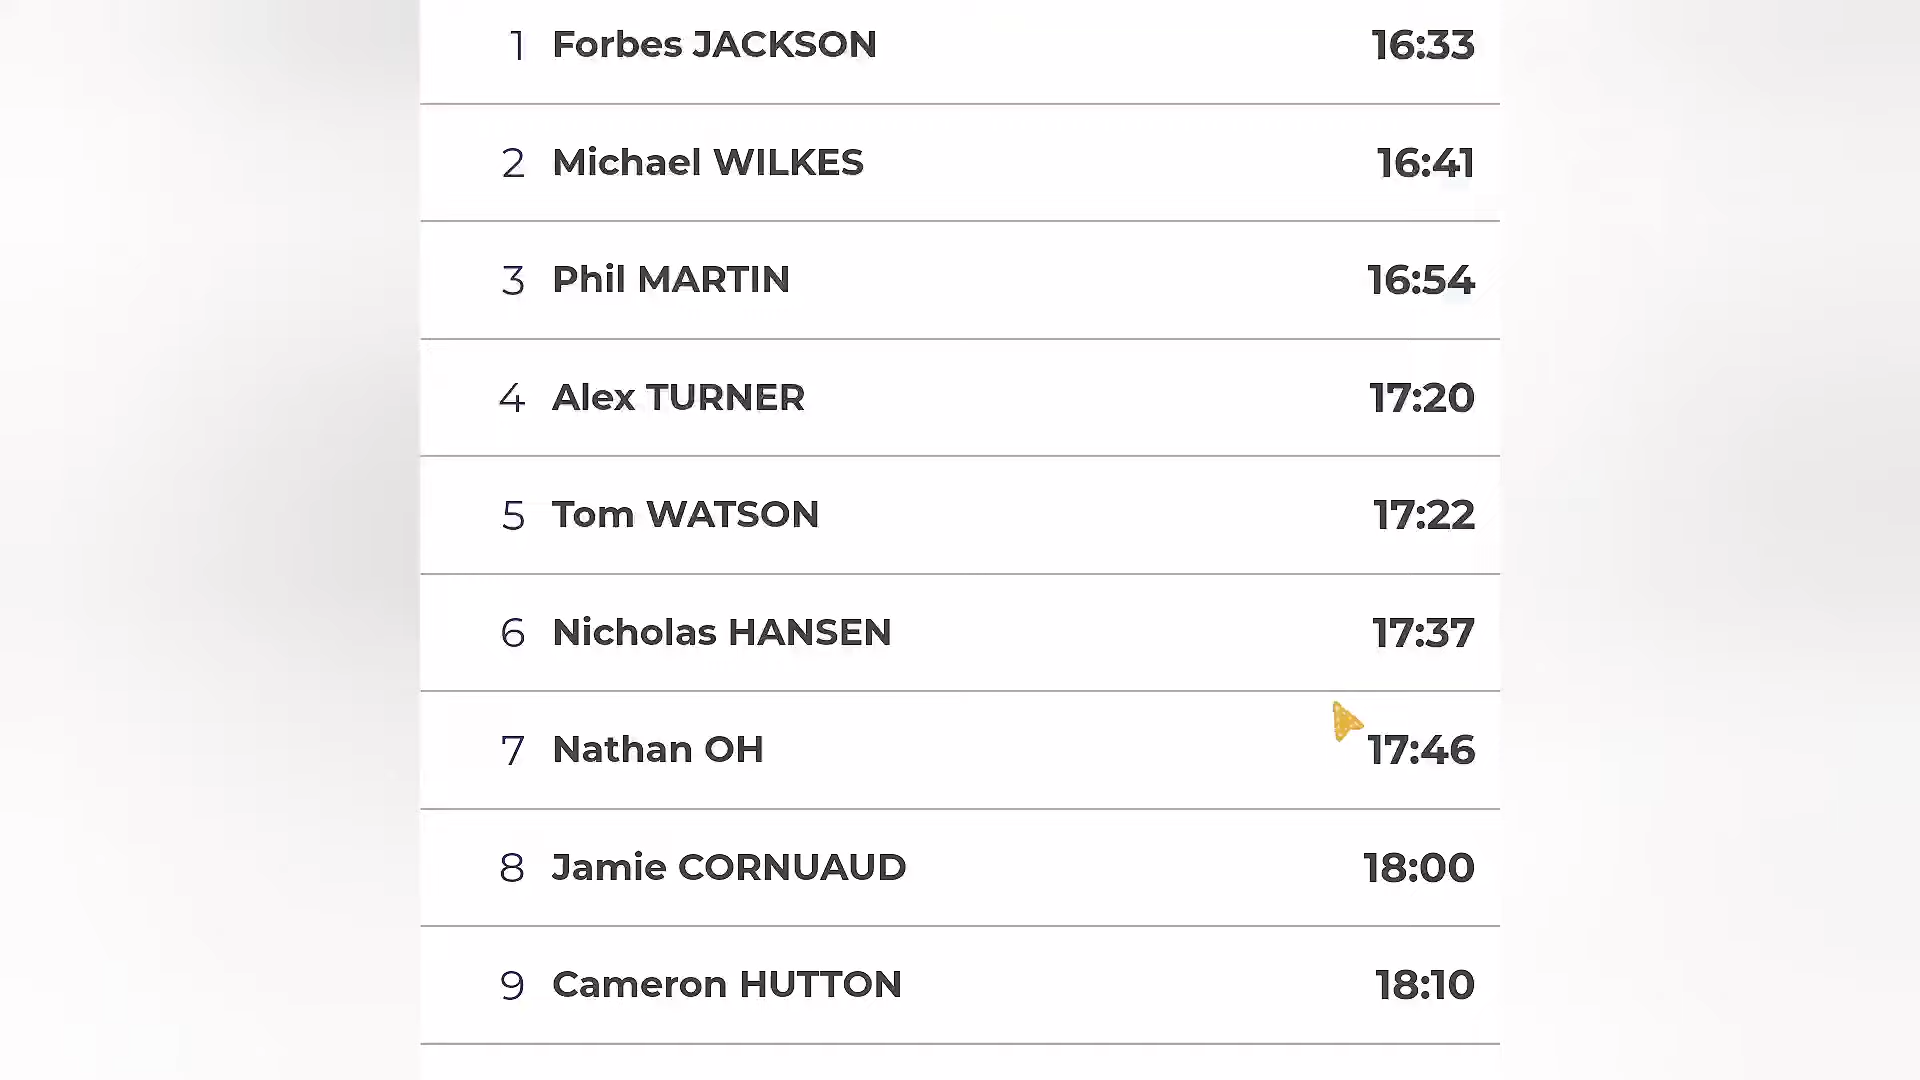 1 Forbes JACKSON 16:33
2 Michael WILKES 16:41
3 Phil MARTIN 16:54
4 Alex TURNER 17:20
5 Tom WATSON 17:22
6 Nicholas HANSEN 17:37
7 Nathan OH 17:46
8 Jamie CORNUAUD 18:00
9 Cameron HUTTON 18:10